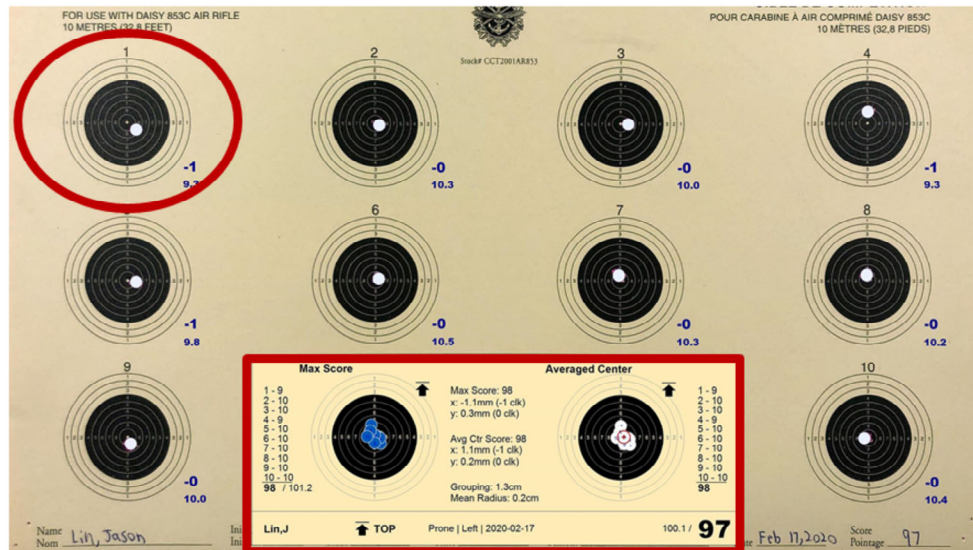 FOR USE WITH DAISY 853C AIR RIFLE
10 METRES (32.8 FEET)
POUR CARABINE À AIR COMPRIMÉ DAISY 853C
10 MÈTRES (32,8 PIEDS)
Stock# CCT2001AR853
1
2
3
4
-1
-0
10.3
-0
10.0
-1
9.3
6
7
8
-1
9.8
-0
10.5
-0
10.3
-0
10.2
9
10
-0
10.0
-0
10.4
Max Score
1 - 9
2 - 10
3 - 10
4 - 9
5 - 10
6 - 10
7 - 10
8 - 10
9 - 10
10 - 10
98 / 101.2
Max Score: 98
x: -1.1mm (-1 clk)
y: 0.3mm (0 clk)
Avg Ctr Score: 98
x: 1.1mm (-1 clk)
y: 0.2mm (0 clk)
Grouping: 1.3cm
Mean Radius: 0.2cm
Averaged Center
1 - 9
2 - 10
3 - 10
4 - 9
5 - 10
6 - 10
7 - 10
8 - 10
9 - 10
10 - 10
98
Lin,J TOP Prone | Left | 2020-02-17 100.1 / 97
Name
Nom Lin, Jason
Feb 17, 2020
Score
Pointage 97